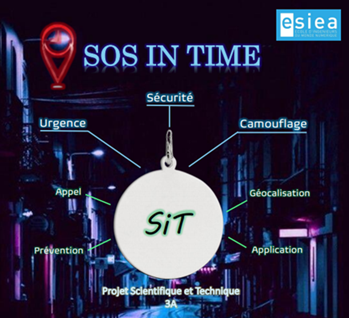 esiea
SOS IN TIME
Sécurité
Urgence
Camouflage
Appel
Géocalisation
SiT
Prévention
Application
Projet Scientifique et Technique
3A